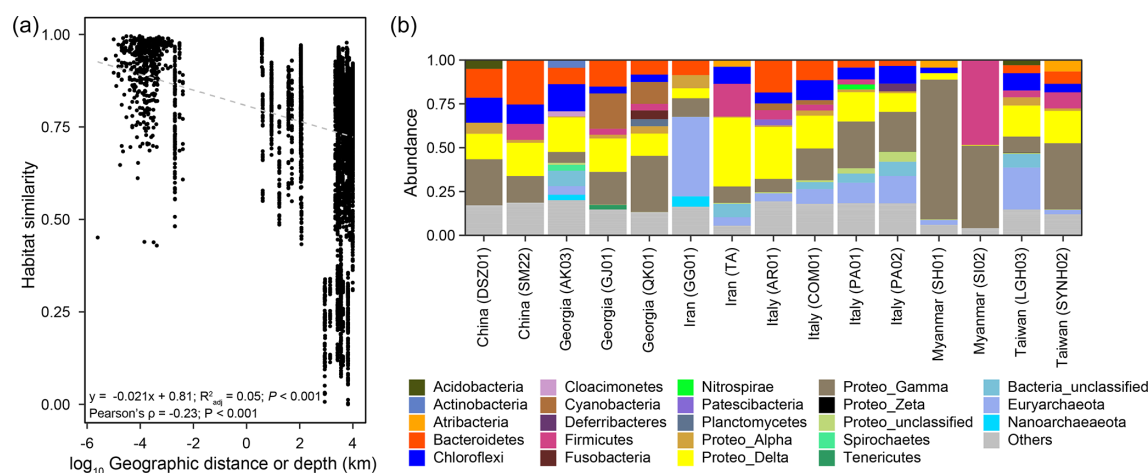 (a)
1.00
0.75
0.50
0.25
0.00
Habitat similarity
y = -0.021x + 0.81; R²adj = 0.05; P < 0.001
Pearson's ρ = -0.23; P < 0.001
-6 -4 -2 0 2 4
log10 Geographic distance or depth (km)
(b)
1.00
0.75
0.50
0.25
0.00
Abundance
China (DSZ01)
China (SM22)
Georgia (AK03)
Georgia (GJ01)
Georgia (QK01)
Iran (GG01)
Iran (TA)
Italy (AR01)
Italy (COM01)
Italy (PA01)
Italy (PA02)
Myanmar (SH01)
Myanmar (SI02)
Taiwan (LGH03)
Taiwan (SYNH02)
Acidobacteria
Actinobacteria
Atribacteria
Bacteroidetes
Chloroflexi
Cloacimonetes
Cyanobacteria
Deferribacteres
Firmicutes
Fusobacteria
Nitrospirae
Patescibacteria
Planctomycetes
Proteo_Alpha
Proteo_Delta
Proteo_Gamma
Proteo_Zeta
Proteo_unclassified
Spirochaetes
Tenericutes
Bacteria_unclassified
Euryarchaeota
Nanoarchaeaeota
Others